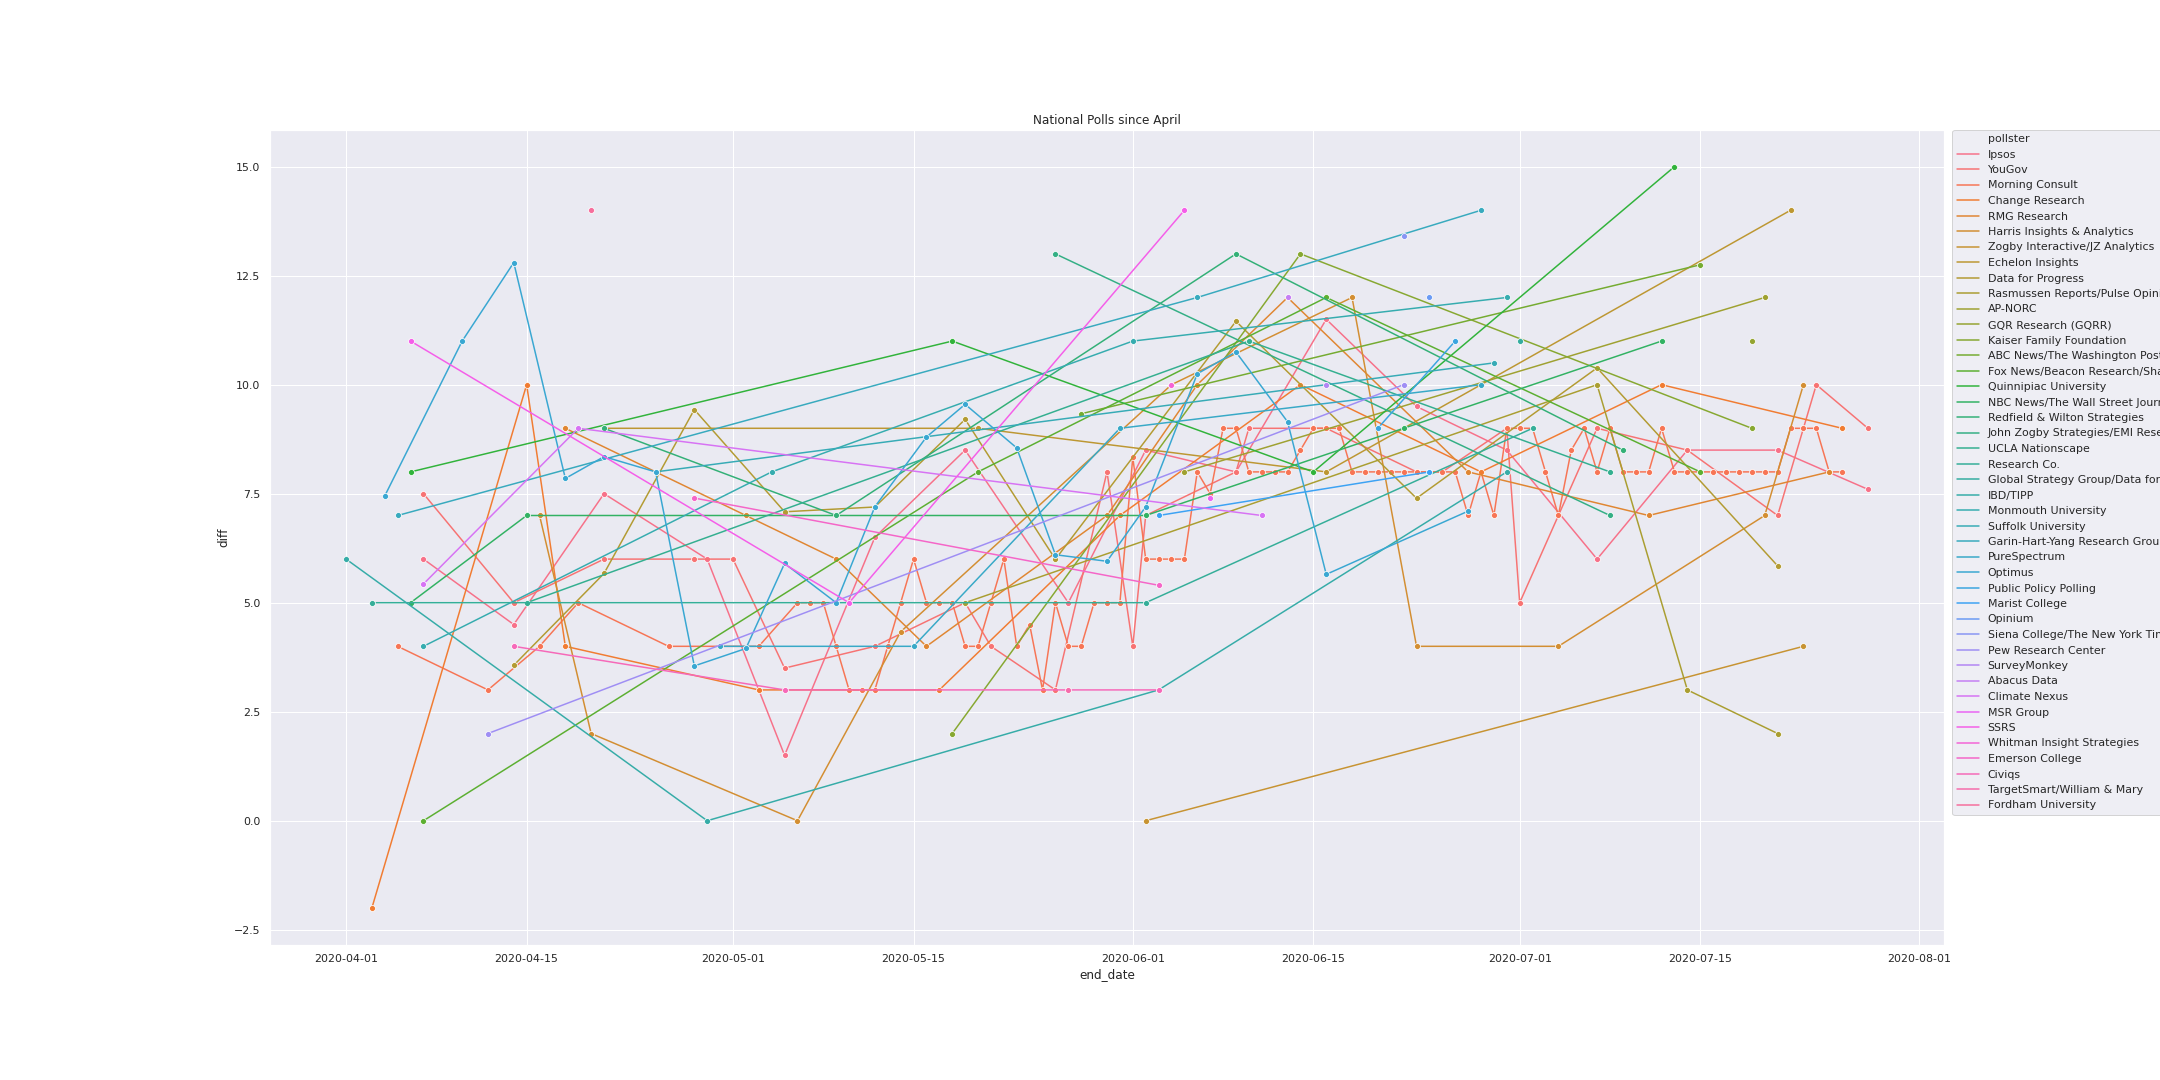 National Polls since April
15.0
12.5
10.0
7.5
5.0
2.5
0.0
−2.5
diff
2020-04-01
2020-04-15
2020-05-01
2020-05-15
2020-06-01
2020-06-15
2020-07-01
2020-07-15
2020-08-01
end_date
pollster
Ipsos
YouGov
Morning Consult
Change Research
RMG Research
Harris Insights & Analytics
Zogby Interactive/JZ Analytics
Echelon Insights
Data for Progress
Rasmussen Reports/Pulse Opin
AP-NORC
GQR Research (GQRR)
Kaiser Family Foundation
ABC News/The Washington Post
Fox News/Beacon Research/Sha
Quinnipiac University
NBC News/The Wall Street Jour
Redfield & Wilton Strategies
John Zogby Strategies/EMI Rese
UCLA Nationscape
Research Co.
Global Strategy Group/Data for
IBD/TIPP
Monmouth University
Suffolk University
Garin-Hart-Yang Research Grou
PureSpectrum
Optimus
Public Policy Polling
Marist College
Opinium
Siena College/The New York Tim
Pew Research Center
SurveyMonkey
Abacus Data
Climate Nexus
MSR Group
SSRS
Whitman Insight Strategies
Emerson College
Civiqs
TargetSmart/William & Mary
Fordham University